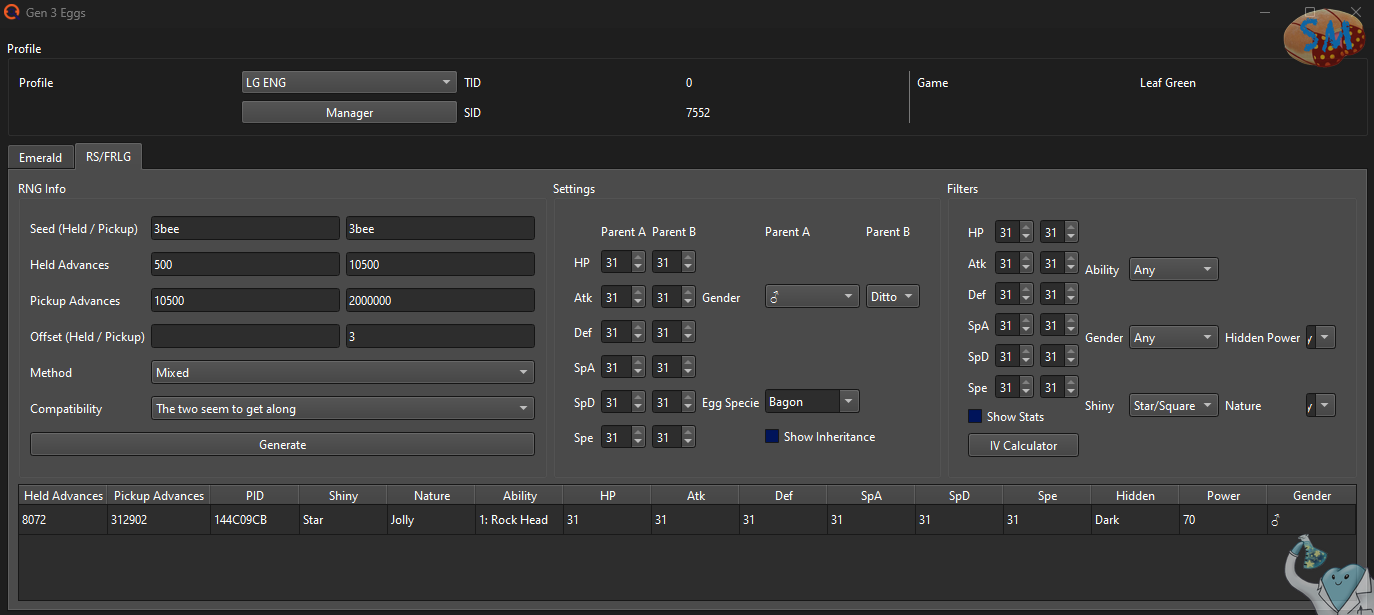 Gen 3 Eggs
SM
Profile
Profile LG ENG TID 0 Game Leaf Green
Manager SID 7552
Emerald RS/FRLG
RNG Info Settings Filters
Seed (Held / Pickup) 3bee 3bee
Held Advances 500 10500
Pickup Advances 10500 2000000
Offset (Held / Pickup) 3
Method Mixed
Compatibility The two seem to get along
Generate
Parent A Parent B Parent A Parent B
HP 31 31
Atk 31 31 Gender ♂ Ditto
Def 31 31
SpA 31 31
SpD 31 31 Egg Specie Bagon
Spe 31 31 Show Inheritance
HP 31 31
Atk 31 31 Ability Any
Def 31 31
SpA 31 31 Gender Any Hidden Power y
SpD 31 31
Spe 31 31 Shiny Star/Square Nature y
Show Stats
IV Calculator
Held Advances Pickup Advances PID Shiny Nature Ability HP Atk Def SpA SpD Spe Hidden Power Gender
8072 312902 144C09CB Star Jolly 1: Rock Head 31 31 31 31 31 31 Dark 70 ♂